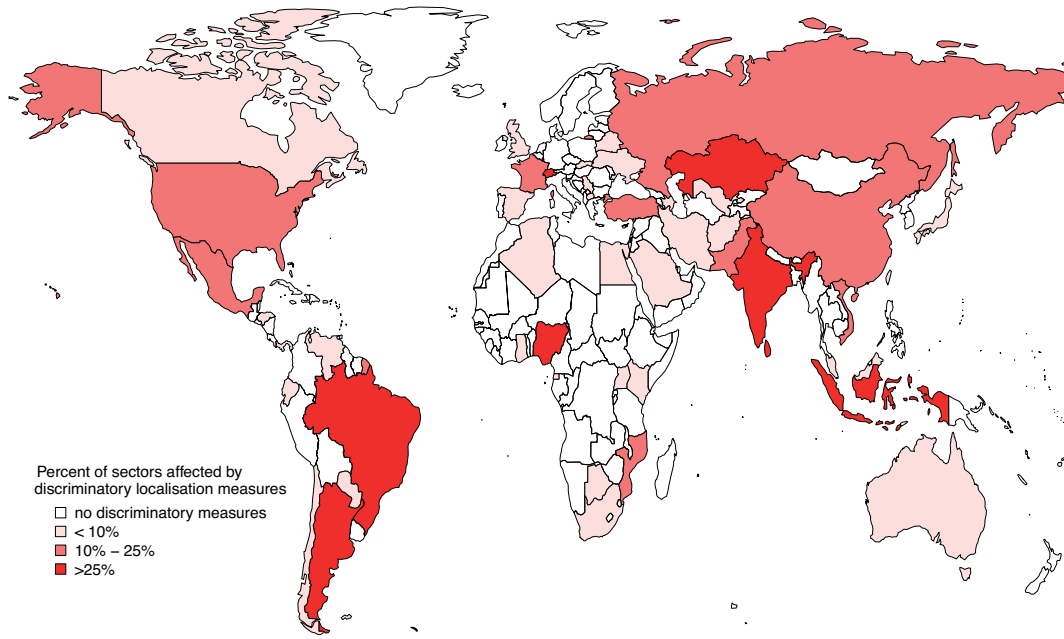 Percent of sectors affected by
discriminatory localisation measures
no discriminatory measures
< 10%
10% − 25%
>25%